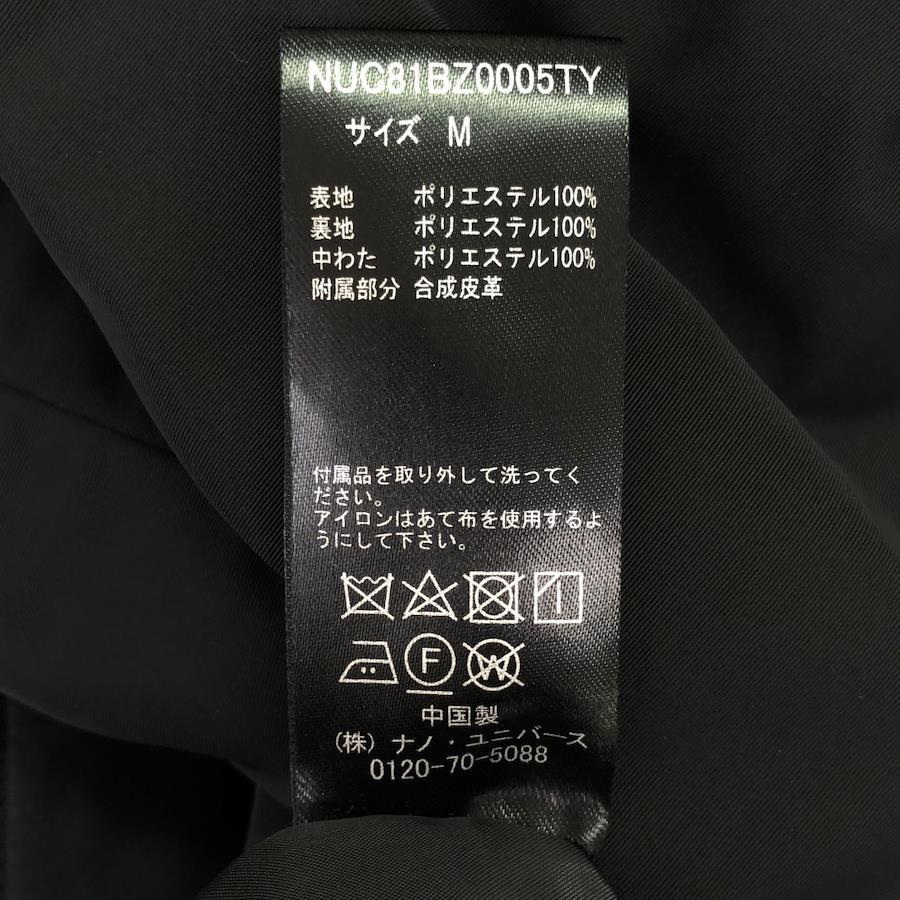 NUC81BZ0005TY
サイズ M
表地 ポリエステル100%
裏地 ポリエステル100%
中わた ポリエステル100%
附属部分 合成皮革
付属品を取り外して洗ってく
ださい。
アイロンはあて布を使用するよ
うにして下さい。
F W
中国製
(株) ナノ・ユニバース
0120-70-5088